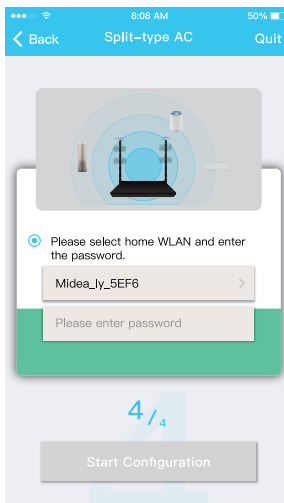 8:08 AM 50%
Back Split-type AC Quit
Please select home WLAN and enter
the password.
Midea_ly_5EF6
Please enter password
4/4
Start Configuration